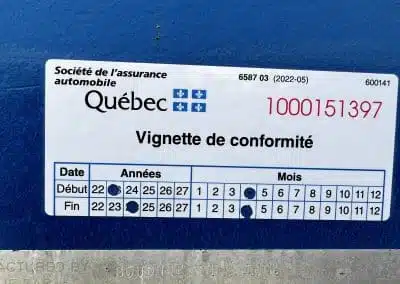 Société de l'assurance
automobile
6587 03 (2022-05)
600141
Québec
1000151397
Vignette de conformité
Date Années Mois
Début 22 24 25 26 27 1 2 3 5 6 7 8 9 10 11 12
Fin 22 23 25 26 27 1 2 3 5 6 7 8 9 10 11 12